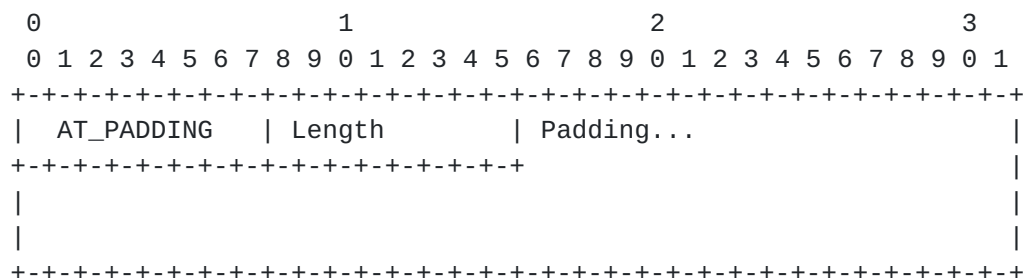 0                   1                   2                   3
 0 1 2 3 4 5 6 7 8 9 0 1 2 3 4 5 6 7 8 9 0 1 2 3 4 5 6 7 8 9 0 1
+-+-+-+-+-+-+-+-+-+-+-+-+-+-+-+-+-+-+-+-+-+-+-+-+-+-+-+-+-+-+-+-+
|  AT_PADDING   | Length        | Padding...                    |
+-+-+-+-+-+-+-+-+-+-+-+-+-+-+-+-+                               |
|                                                               |
|                                                               |
+-+-+-+-+-+-+-+-+-+-+-+-+-+-+-+-+-+-+-+-+-+-+-+-+-+-+-+-+-+-+-+-+